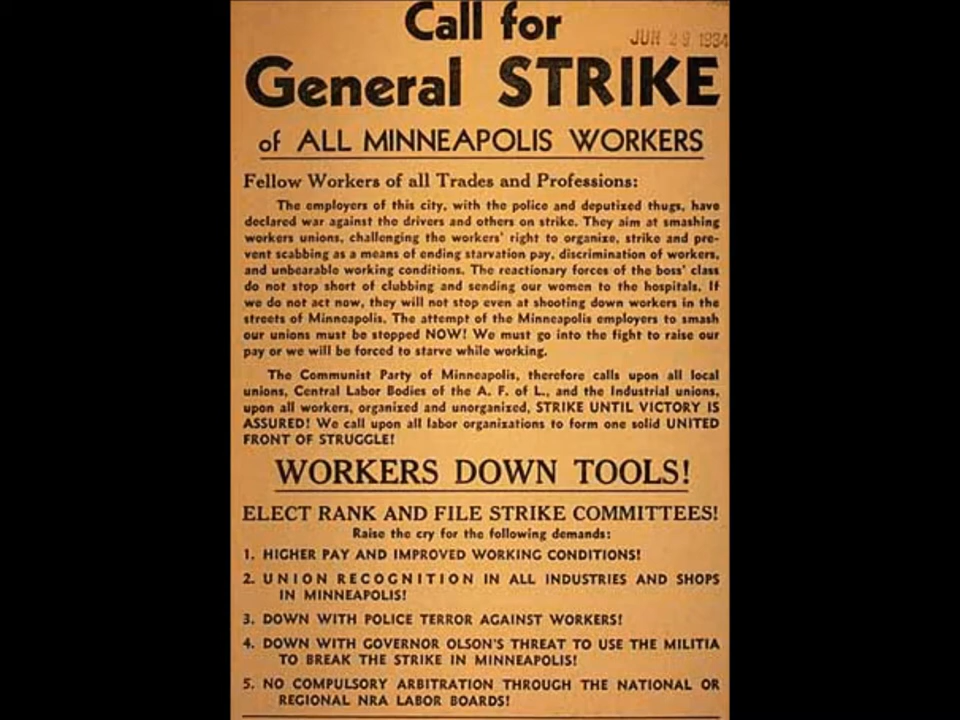 Call for
JUN 29 1934
General STRIKE
of ALL MINNEAPOLIS WORKERS
Fellow Workers of all Trades and Professions:
The employers of this city, with the police and deputized thugs, have
declared war against the drivers and others on strike. They aim at smashing
workers unions, challenging the workers' right to organize, strike and pre-
vent scabbing as a means of ending starvation pay, discrimination of workers,
and unbearable working conditions. The reactionary forces of the boss' class
do not stop short of clubbing and sending our women to the hospitals. If
we do not act now, they will not stop even at shooting down workers in the
streets of Minneapolis. The attempt of the Minneapolis employers to smash
our unions must be stopped NOW! We must go into the fight to raise our
pay or we will be forced to starve while working.
The Communist Party of Minneapolis, therefore calls upon all local
unions, Central Labor Bodies of the A. F. of L., and the Industrial unions,
upon all workers, organized and unorganized, STRIKE UNTIL VICTORY IS
ASSURED! We call upon all labor organizations to form one solid UNITED
FRONT OF STRUGGLE!
WORKERS DOWN TOOLS!
ELECT RANK AND FILE STRIKE COMMITTEES!
Raise the cry for the following demands:
1. HIGHER PAY AND IMPROVED WORKING CONDITIONS!
2. UNION RECOGNITION IN ALL INDUSTRIES AND SHOPS
IN MINNEAPOLIS!
3. DOWN WITH POLICE TERROR AGAINST WORKERS!
4. DOWN WITH GOVERNOR OLSON'S THREAT TO USE THE MILITIA
TO BREAK THE STRIKE IN MINNEAPOLIS!
5. NO COMPULSORY ARBITRATION THROUGH THE NATIONAL OR
REGIONAL NRA LABOR BOARDS!